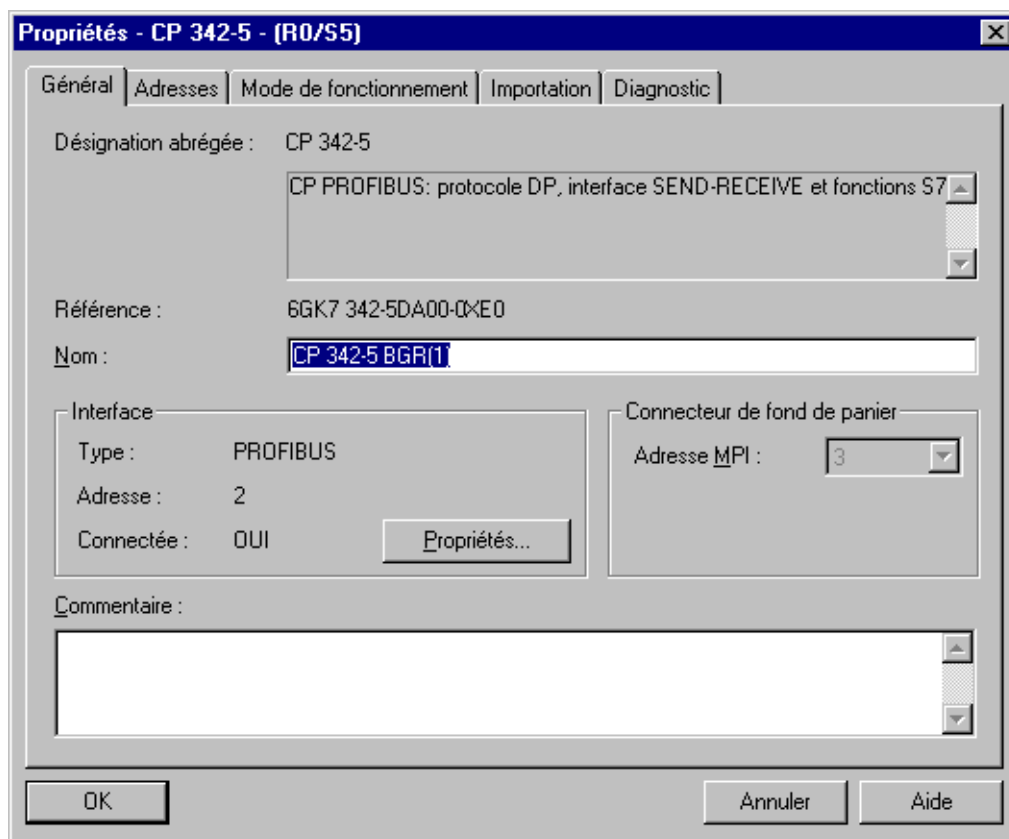 Propriétés - CP 342-5 - (R0/S5)
Général Adresses Mode de fonctionnement Importation Diagnostic
Désignation abrégée : CP 342-5
CP PROFIBUS: protocole DP, interface SEND-RECEIVE et fonctions S7
Référence : 6GK7 342-5DA00-0XE0
Nom : CP 342-5 BGR(1)
Interface
Type : PROFIBUS
Adresse : 2
Connectée : OUI Propriétés...
Connecteur de fond de panier
Adresse MPI : 3
Commentaire :
OK Annuler Aide